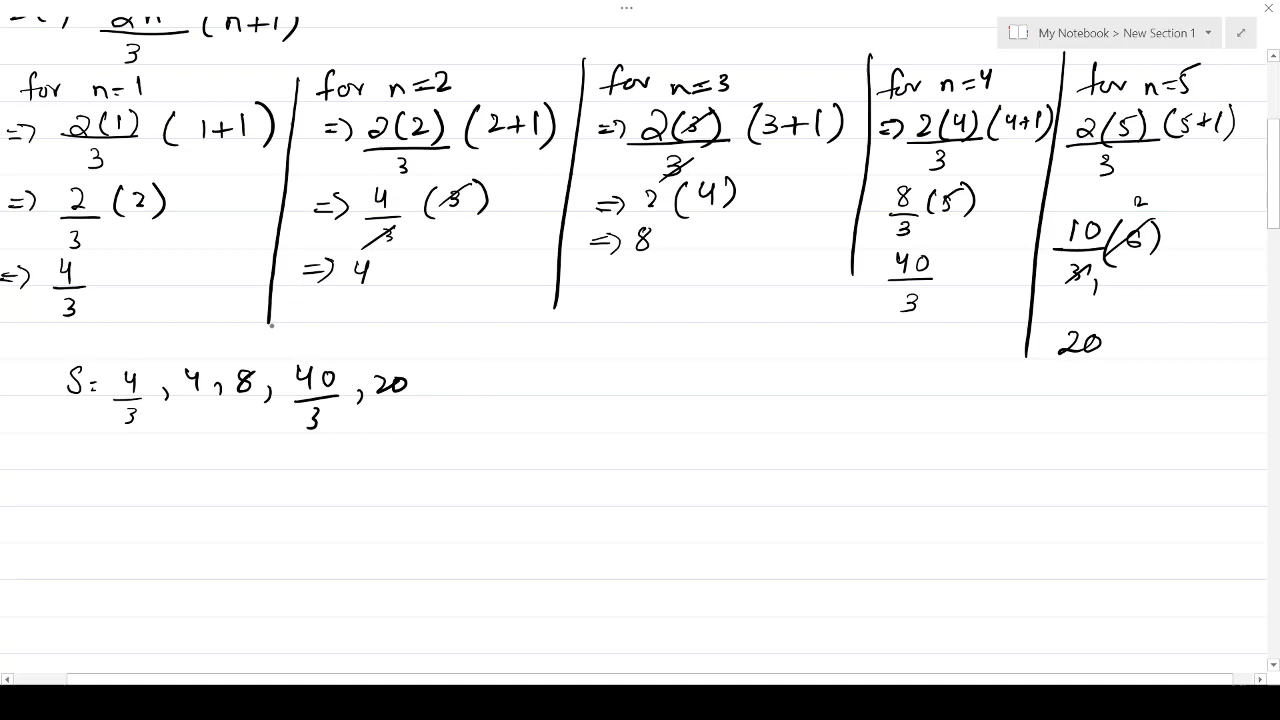 => 2n/3 (n+1)
My Notebook > New Section 1
for n=1
=> 2(1)/3 (1+1)
=> 2/3 (2)
=> 4/3
for n=2
=> 2(2)/3 (2+1)
=> 4/3 (3)
=> 4
for n=3
=> 2(3)/3 (3+1)
=> 2(4)
=> 8
for n=4
=> 2(4)/3 (4+1)
8/3 (5)
40/3
for n=5
2(5)/3 (5+1)
2
10/3 (6)
1
20
S= 4/3, 4, 8, 40/3, 20